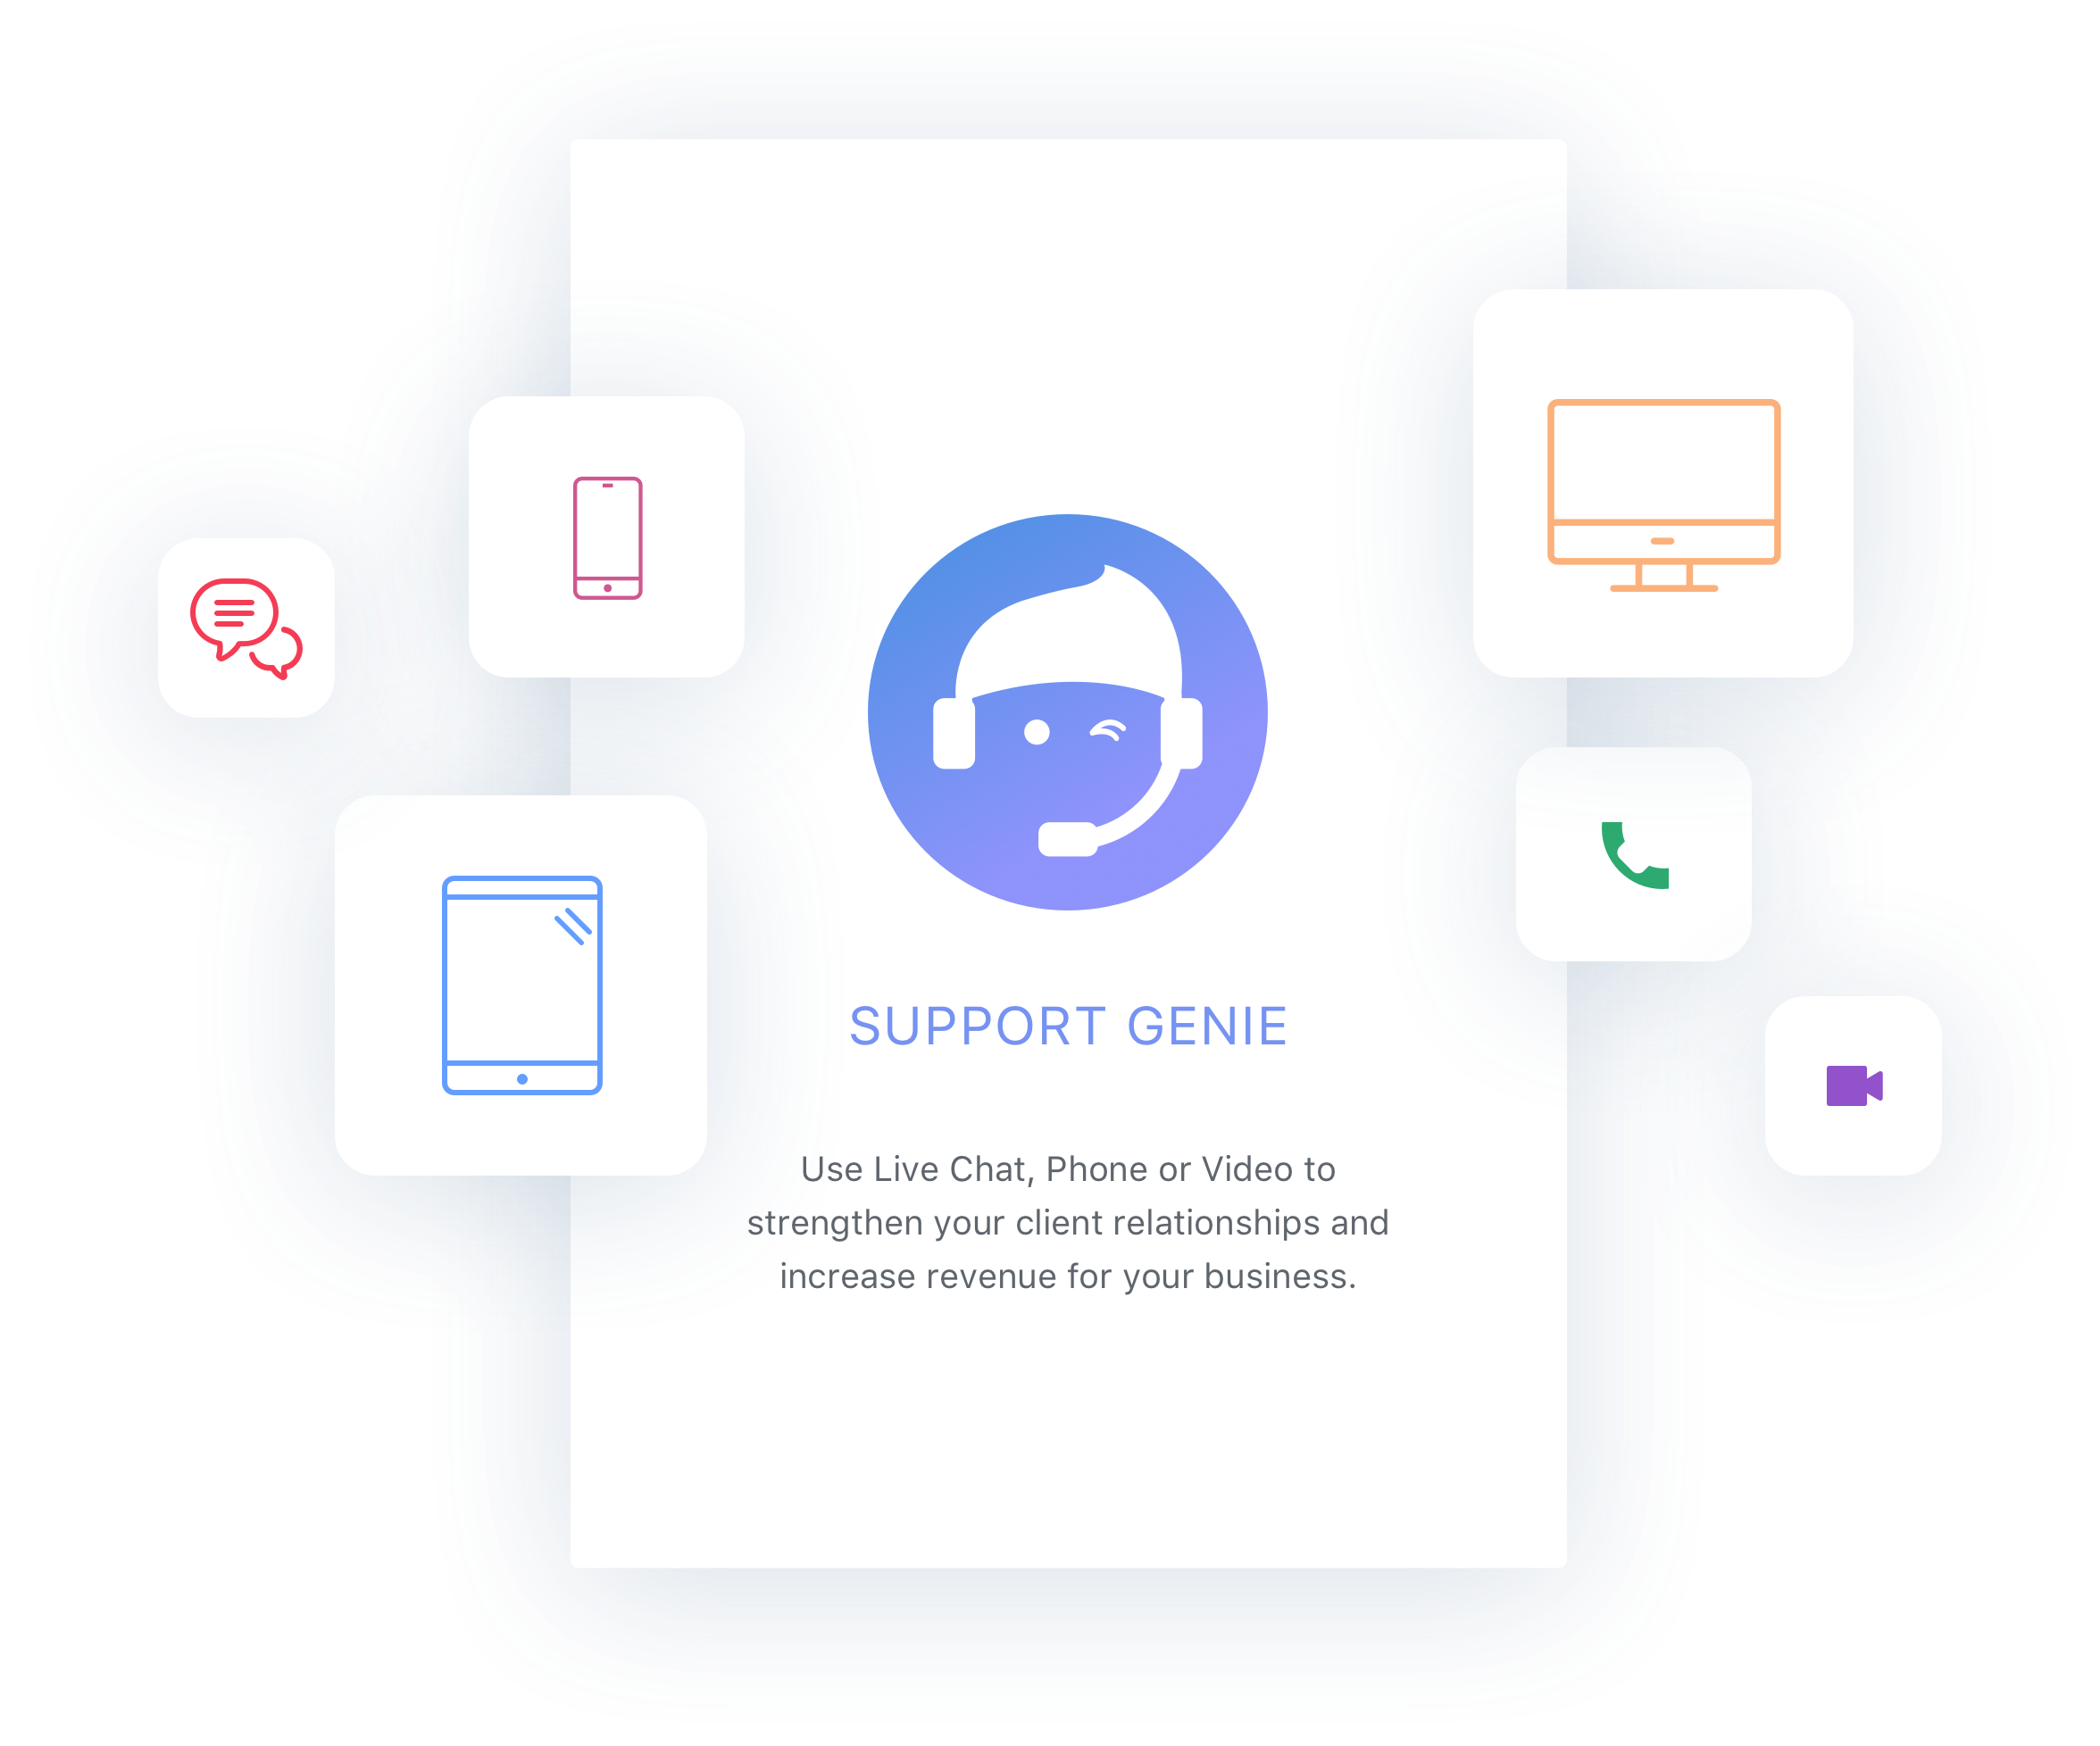 SUPPORT GENIE
Use Live Chat, Phone or Video to
strengthen your client relationships and
increase revenue for your business.